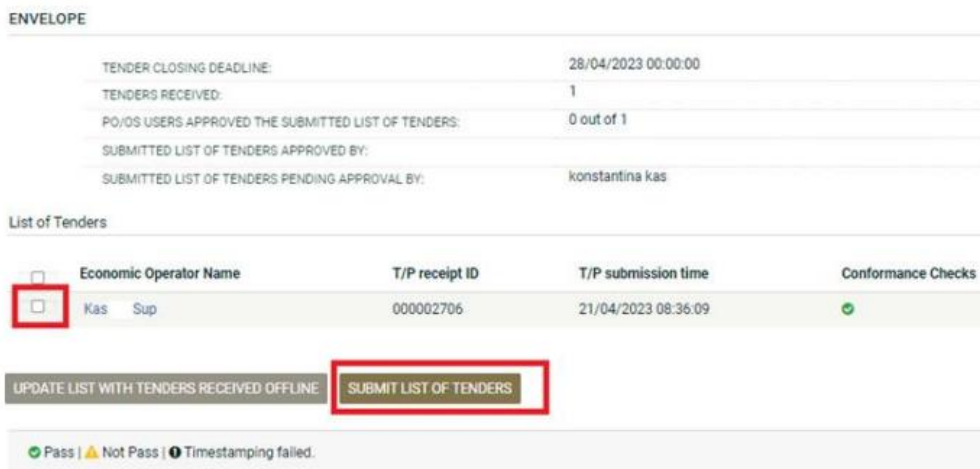 ENVELOPE
TENDER CLOSING DEADLINE: 28/04/2023 00:00:00
TENDERS RECEIVED: 1
PO/OS USERS APPROVED THE SUBMITTED LIST OF TENDERS: 0 out of 1
SUBMITTED LIST OF TENDERS APPROVED BY:
SUBMITTED LIST OF TENDERS PENDING APPROVAL BY: konstantina kas
List of Tenders
Economic Operator Name T/P receipt ID T/P submission time Conformance Checks
Kas Sup 000002706 21/04/2023 08:36:09
UPDATE LIST WITH TENDERS RECEIVED OFFLINE SUBMIT LIST OF TENDERS
Pass | Not Pass | Timestamping failed.